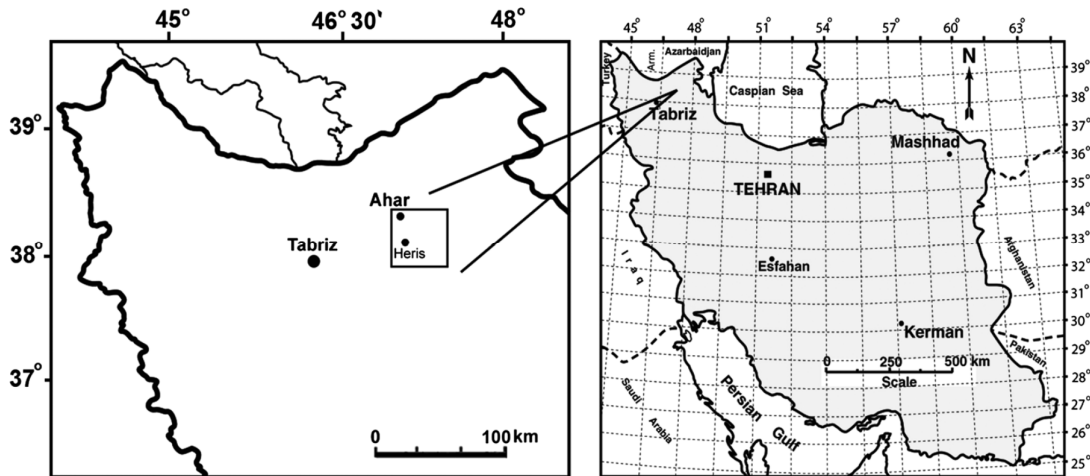 45°
46° 30'
48°
39°
38°
37°
Ahar
Heris
Tabriz
0
100 km
45°
48°
51°
54°
57°
60°
63°
39°
38°
37°
36°
35°
34°
33°
32°
31°
30°
29°
28°
27°
26°
25°
Turkey
Arm.
Azarbaidjan
Caspian Sea
N
Tabriz
Mashhad
TEHRAN
Esfahan
Kerman
Iraq
Afghanistan
Pakistan
0 250 500 km
Scale
Saudi Arabia
Persian Gulf